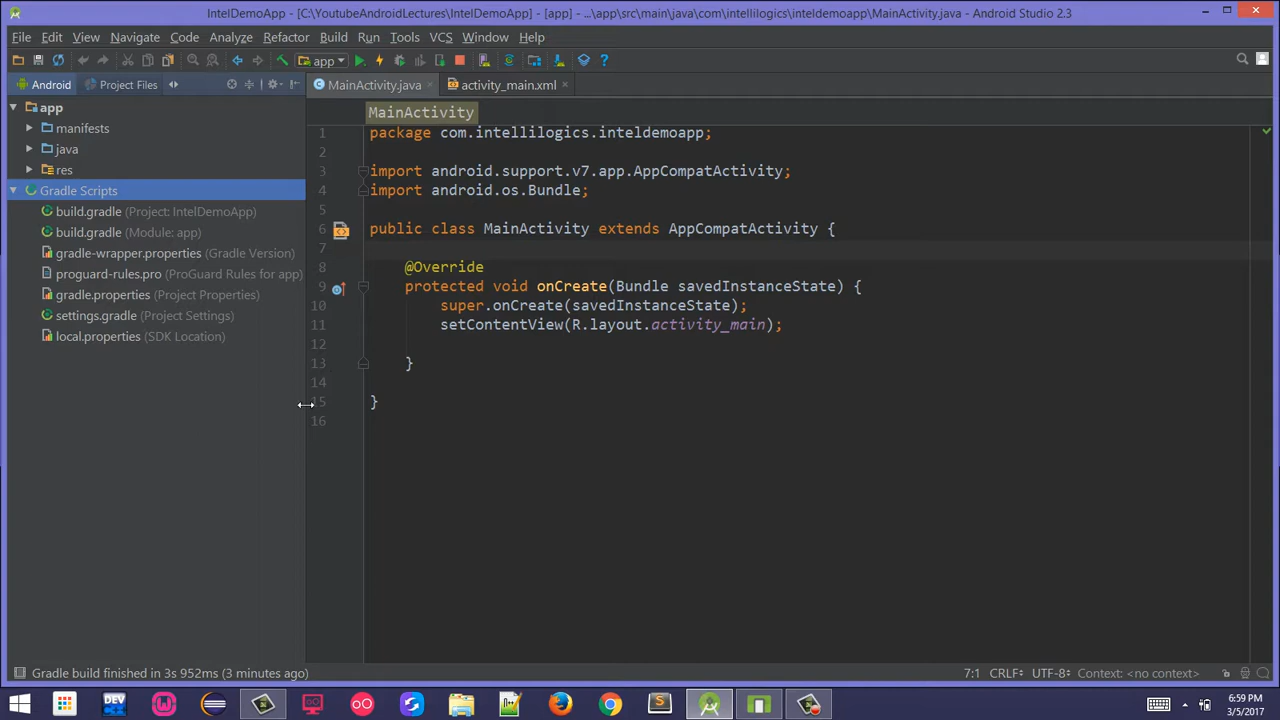 IntelDemoApp - [C:\YoutubeAndroidLectures\IntelDemoApp] - [app] - ...\app\src\main\java\com\intellilogics\inteldemoapp\MainActivity.java - Android Studio 2.3
File Edit View Navigate Code Analyze Refactor Build Run Tools VCS Window Help
app
Android Project Files MainActivity.java activity_main.xml
MainActivity
app
manifests
java
res
Gradle Scripts
build.gradle (Project: IntelDemoApp)
build.gradle (Module: app)
gradle-wrapper.properties (Gradle Version)
proguard-rules.pro (ProGuard Rules for app)
gradle.properties (Project Properties)
settings.gradle (Project Settings)
local.properties (SDK Location)
1 package com.intellilogics.inteldemoapp;
2
3 import android.support.v7.app.AppCompatActivity;
4 import android.os.Bundle;
5
6 public class MainActivity extends AppCompatActivity {
7
8 @Override
9 protected void onCreate(Bundle savedInstanceState) {
10 super.onCreate(savedInstanceState);
11 setContentView(R.layout.activity_main);
12
13 }
14
15 }
16
Gradle build finished in 3s 952ms (3 minutes ago) 7:1 CRLF÷ UTF-8÷ Context: <no context>
DEV
6:59 PM
3/5/2017